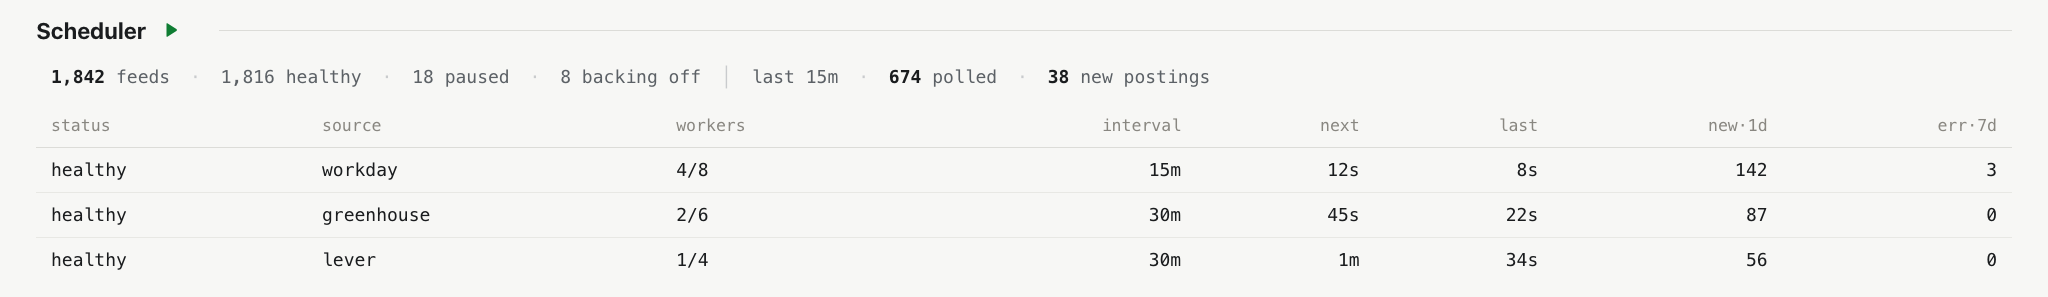 Scheduler
1,842 feeds · 1,816 healthy · 18 paused · 8 backing off | last 15m · 674 polled · 38 new postings
status source workers interval next last new·1d err·7d
healthy workday 4/8 15m 12s 8s 142 3
healthy greenhouse 2/6 30m 45s 22s 87 0
healthy lever 1/4 30m 1m 34s 56 0